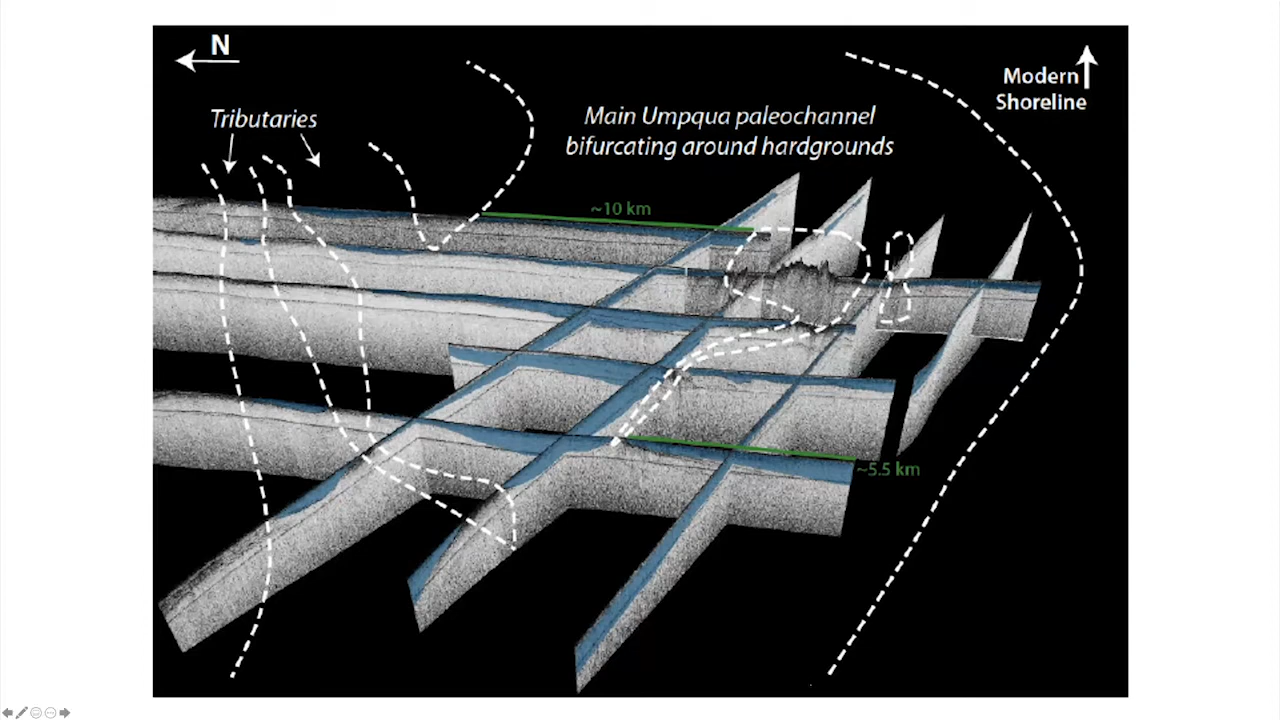 N
Modern
Shoreline
Tributaries
Main Umpqua paleochannel
bifurcating around hardgrounds
~10 km
~5.5 km